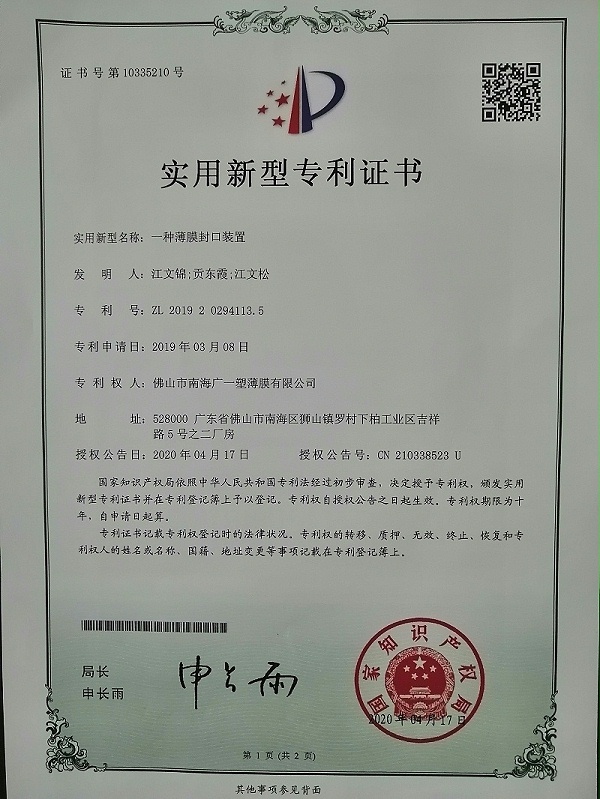 证书号第10335210号
实用新型专利证书
实用新型名称：一种薄膜封口装置
发明人：江文锦;贡东霞;江文松
专利号：ZL 2019 2 0294113.5
专利申请日：2019年03月08日
专利权人：佛山市南海广一塑薄膜有限公司
地址：528000 广东省佛山市南海区狮山镇罗村下柏工业区吉祥
路5号之二厂房
授权公告日：2020年04月17日 授权公告号：CN 210338523 U
国家知识产权局依照中华人民共和国专利法经过初步审查，决定授予专利权，颁发实用
新型专利证书并在专利登记簿上予以登记。专利权自授权公告之日起生效。专利权期限为十
年，自申请日起算。
专利证书记载专利权登记时的法律状况。专利权的转移、质押、无效、终止、恢复和专
利权人的姓名或名称、国籍、地址变更等事项记载在专利登记簿上。
局长
申长雨
申长雨
国家知识产权局
2020年04月17日
第1页(共2页)
其他事项参见背面